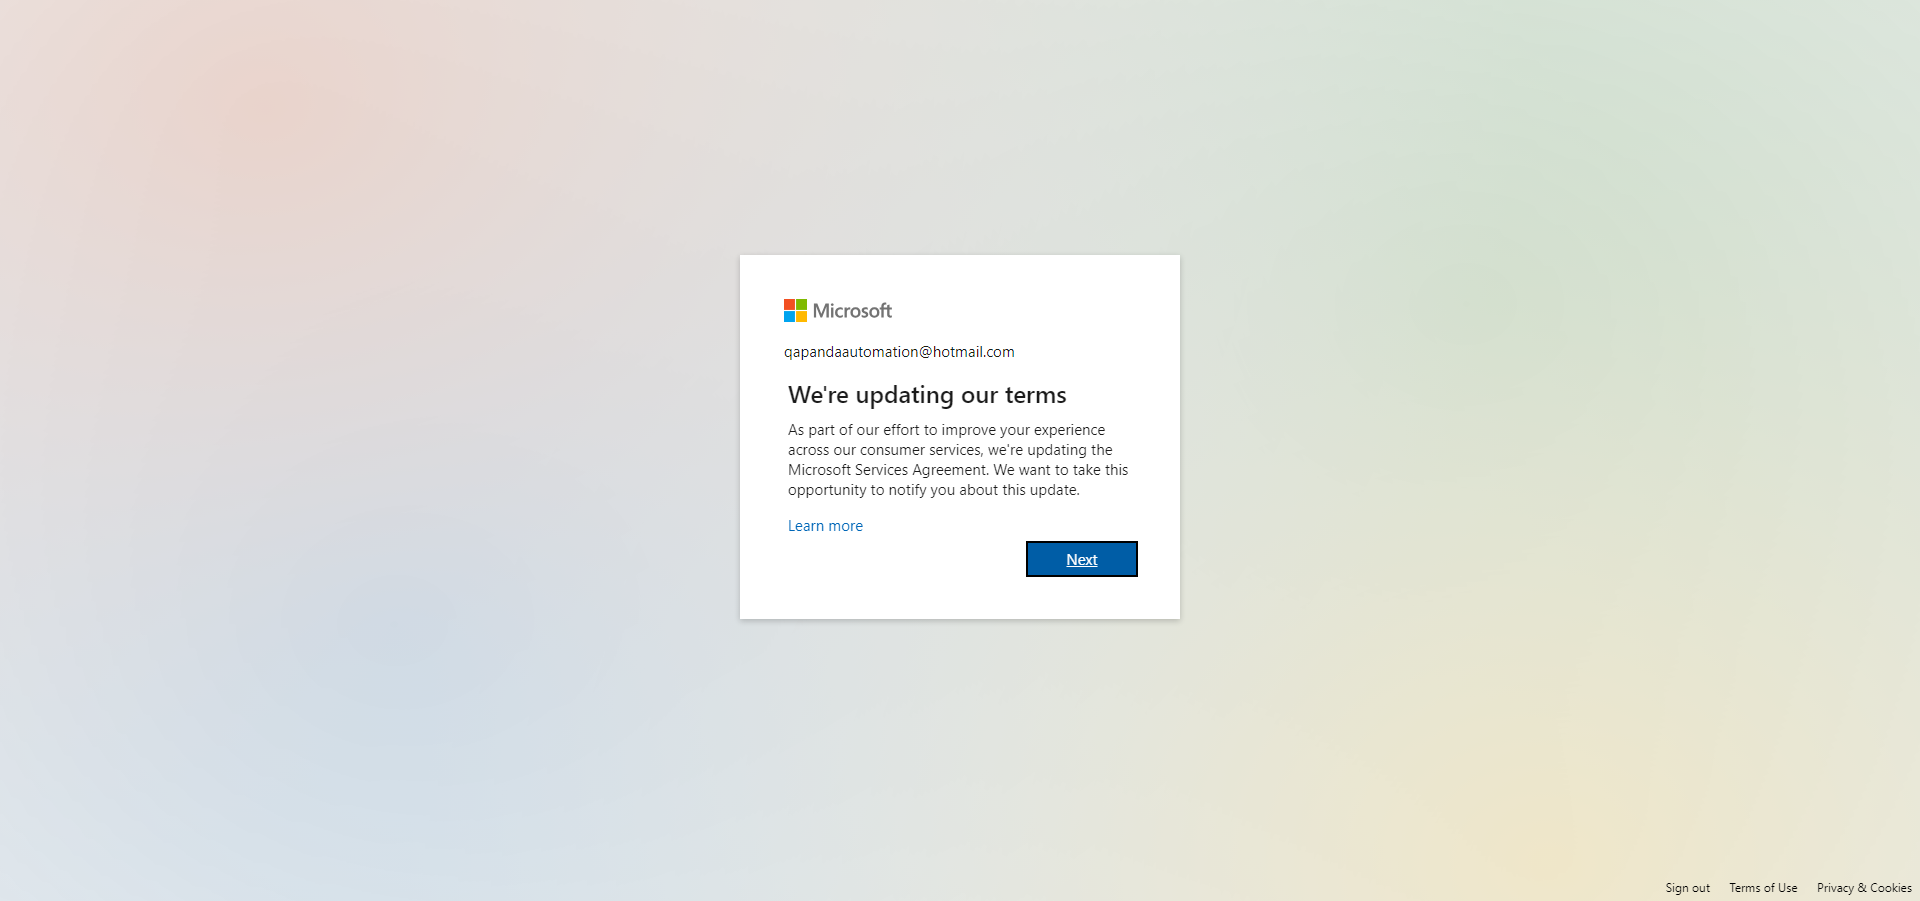 Microsoft
qapandaautomation@hotmail.com
We're updating our terms
As part of our effort to improve your experience
across our consumer services, we're updating the
Microsoft Services Agreement. We want to take this
opportunity to notify you about this update.
Learn more
Next
Sign out Terms of Use Privacy & Cookies